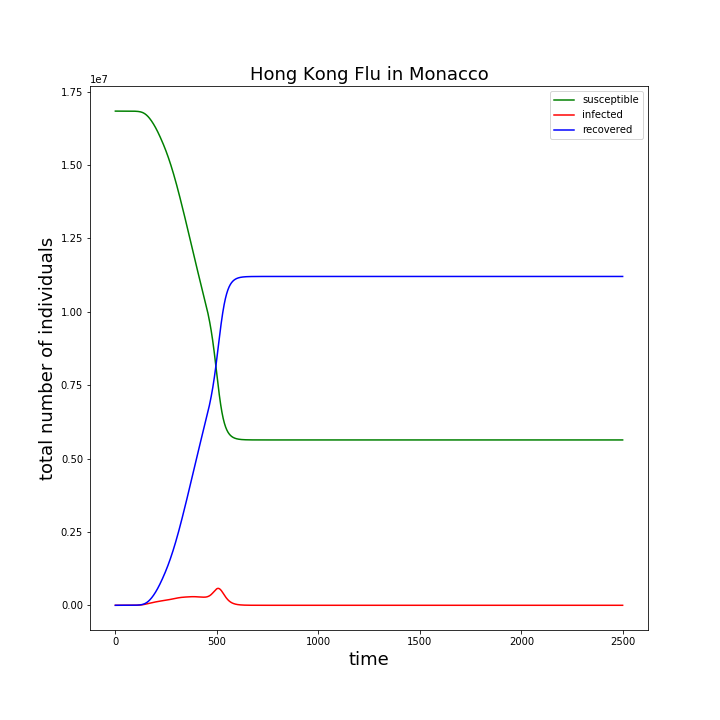 Hong Kong Flu in Monacco
1e7
susceptible
infected
recovered
1.75
1.50
1.25
1.00
0.75
0.50
0.25
0.00
total number of individuals
0
500
1000
1500
2000
2500
time